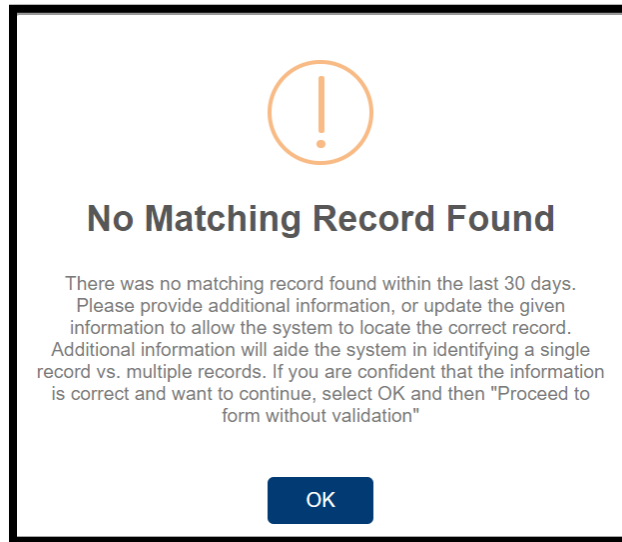 No Matching Record Found
There was no matching record found within the last 30 days.
Please provide additional information, or update the given
information to allow the system to locate the correct record.
Additional information will aide the system in identifying a single
record vs. multiple records. If you are confident that the information
is correct and want to continue, select OK and then "Proceed to
form without validation"
OK